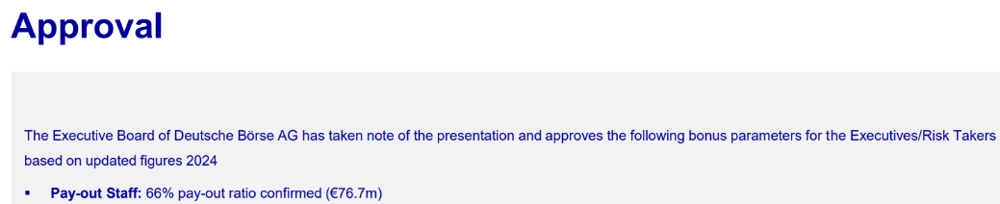 Approval
The Executive Board of Deutsche Börse AG has taken note of the presentation and approves the following bonus parameters for the Executives/Risk Takers
based on updated figures 2024
▪ Pay-out Staff: 66% pay-out ratio confirmed (€76.7m)